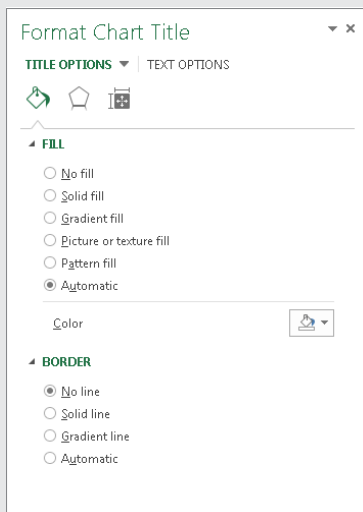 Format Chart Title
TITLE OPTIONS TEXT OPTIONS
FILL
No fill
Solid fill
Gradient fill
Picture or texture fill
Pattern fill
Automatic
Color
BORDER
No line
Solid line
Gradient line
Automatic